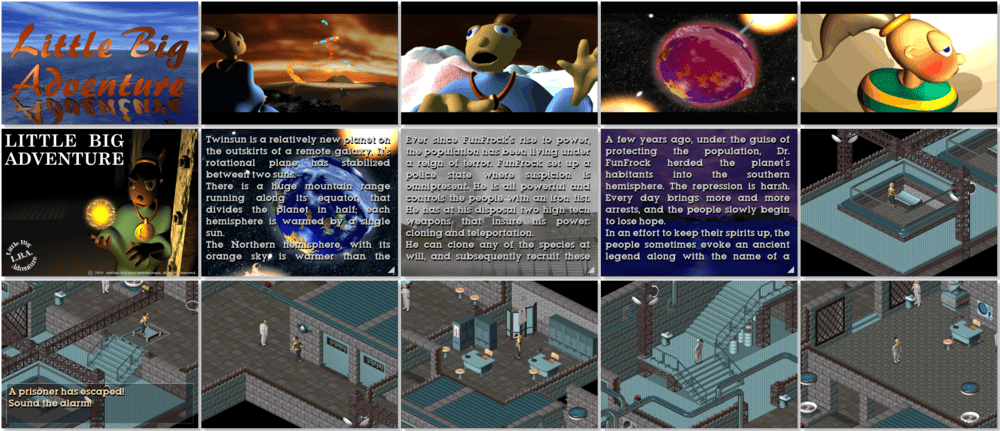 Little Big
Adventure
LITTLE BIG
ADVENTURE
Little Big
L.B.A.
Adventure
Twinsun is a relatively new planet on
the outskirts of a remote galaxy. It's
rotational plane has stabilized
between two suns.
There is a huge mountain range
running along its equator, that
divides the planet in half; each
hemisphere is warmed by a single
sun.
The Northern Hemisphere, with its
orange sky, is warmer than the
Ever since FunFrock's rise to power,
the population has been living under
a reign of terror. FunFrock set up a
police state where suspicion is
omnipresent. He is all powerful and
controls the people with an iron fist.
He has at his disposal two high tech
weapons that insure his power:
cloning and teleportation.
He can clone any of the species at
will, and subsequently recruit these
A few years ago, under the guise of
protecting the population, Dr.
FunFrock herded the planet's
habitants into the southern
hemisphere. The repression is harsh.
Every day brings more and more
arrests, and the people slowly begin
to lose hope.
In an effort to keep their spirits up, the
people sometimes evoke an ancient
legend along with the name of a
A prisoner has escaped!
Sound the alarm!